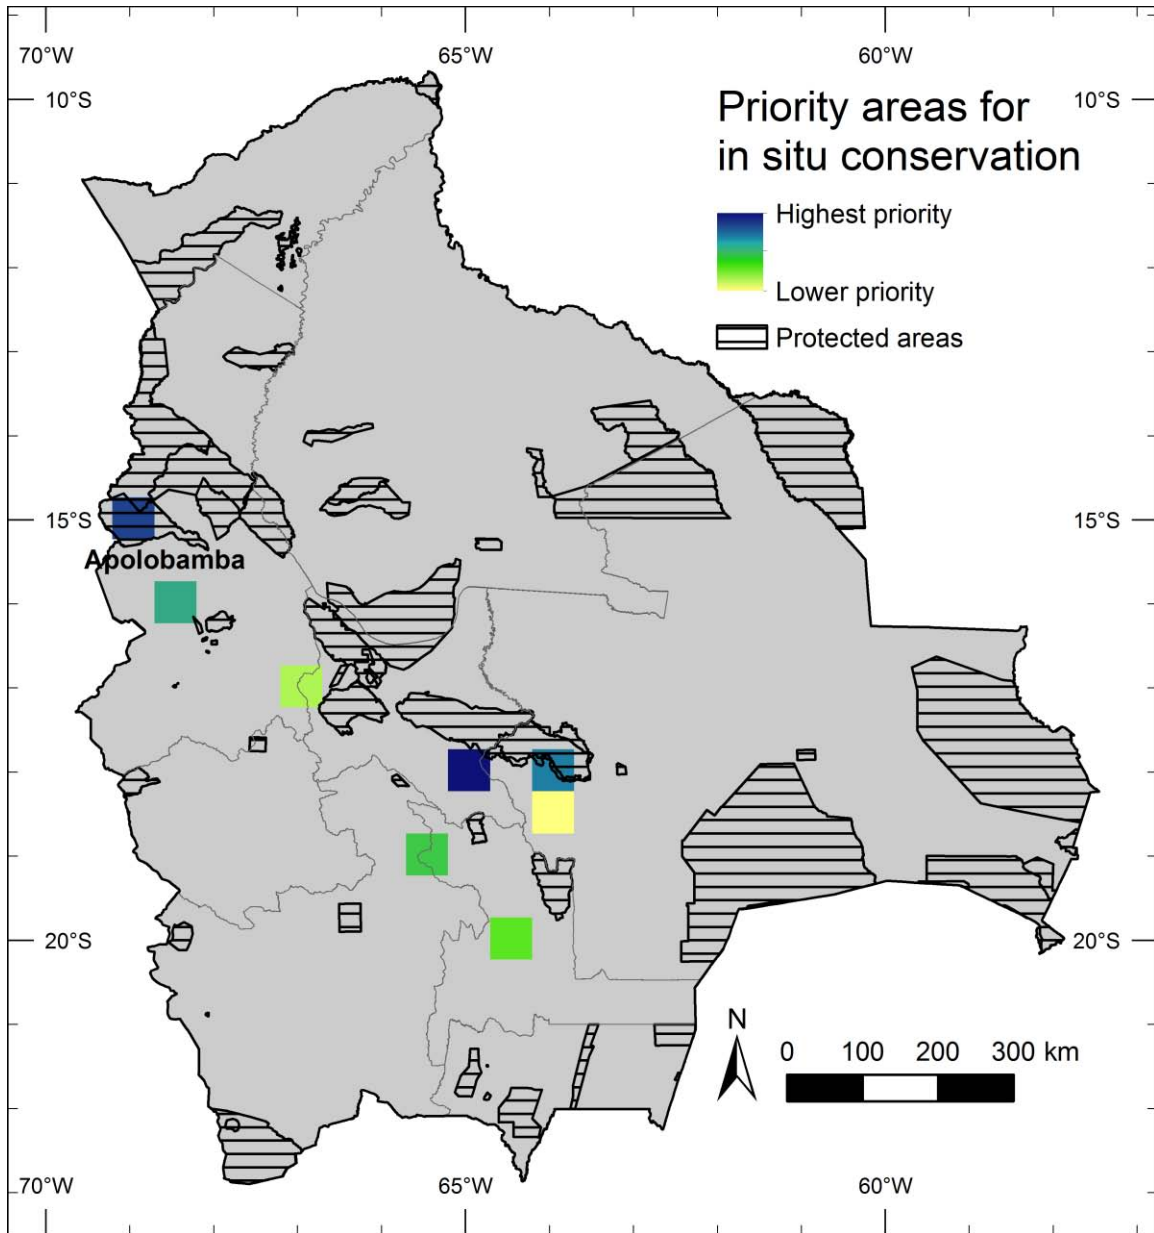 70°W 65°W 60°W
10°S 10°S
Priority areas for
in situ conservation
Highest priority
Lower priority
Protected areas
15°S 15°S
Apolobamba
20°S 20°S
N
0 100 200 300 km
70°W 65°W 60°W